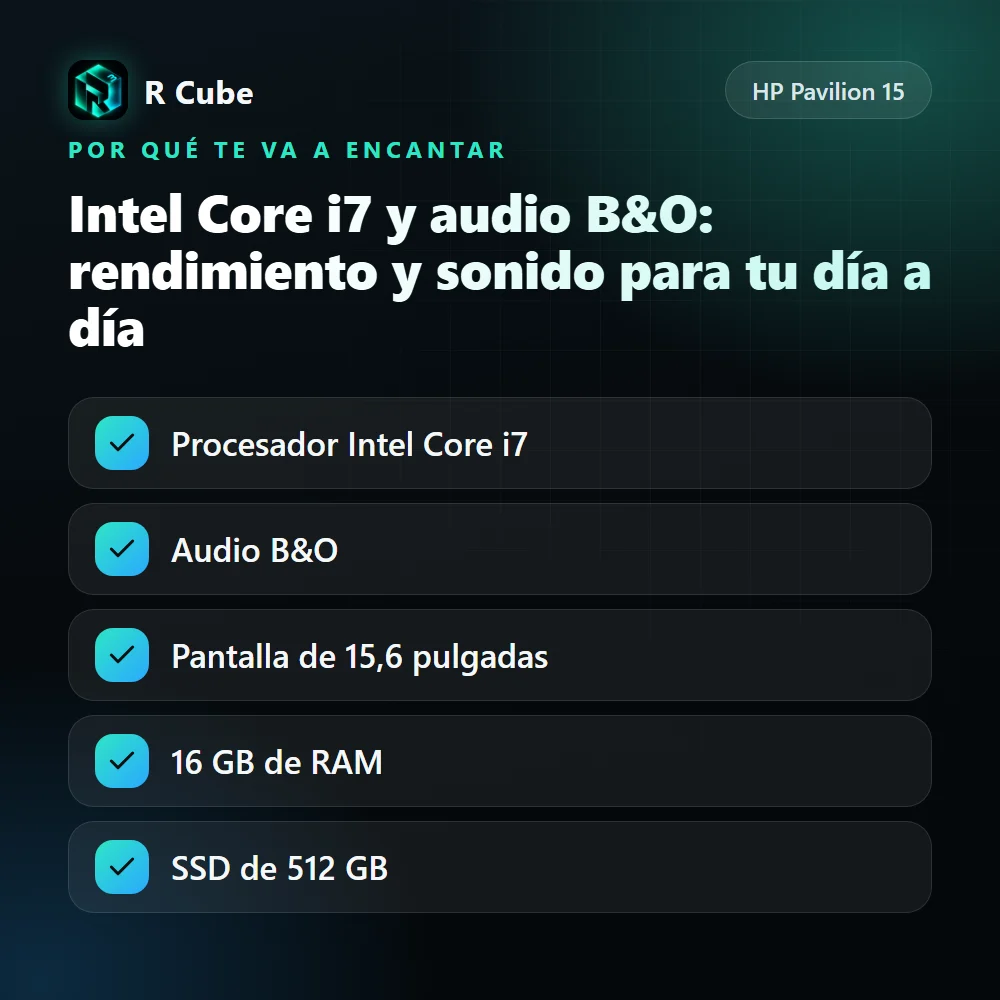 R Cube
HP Pavilion 15
POR QUÉ TE VA A ENCANTAR
Intel Core i7 y audio B&O:
rendimiento y sonido para tu día a
día
Procesador Intel Core i7
Audio B&O
Pantalla de 15,6 pulgadas
16 GB de RAM
SSD de 512 GB